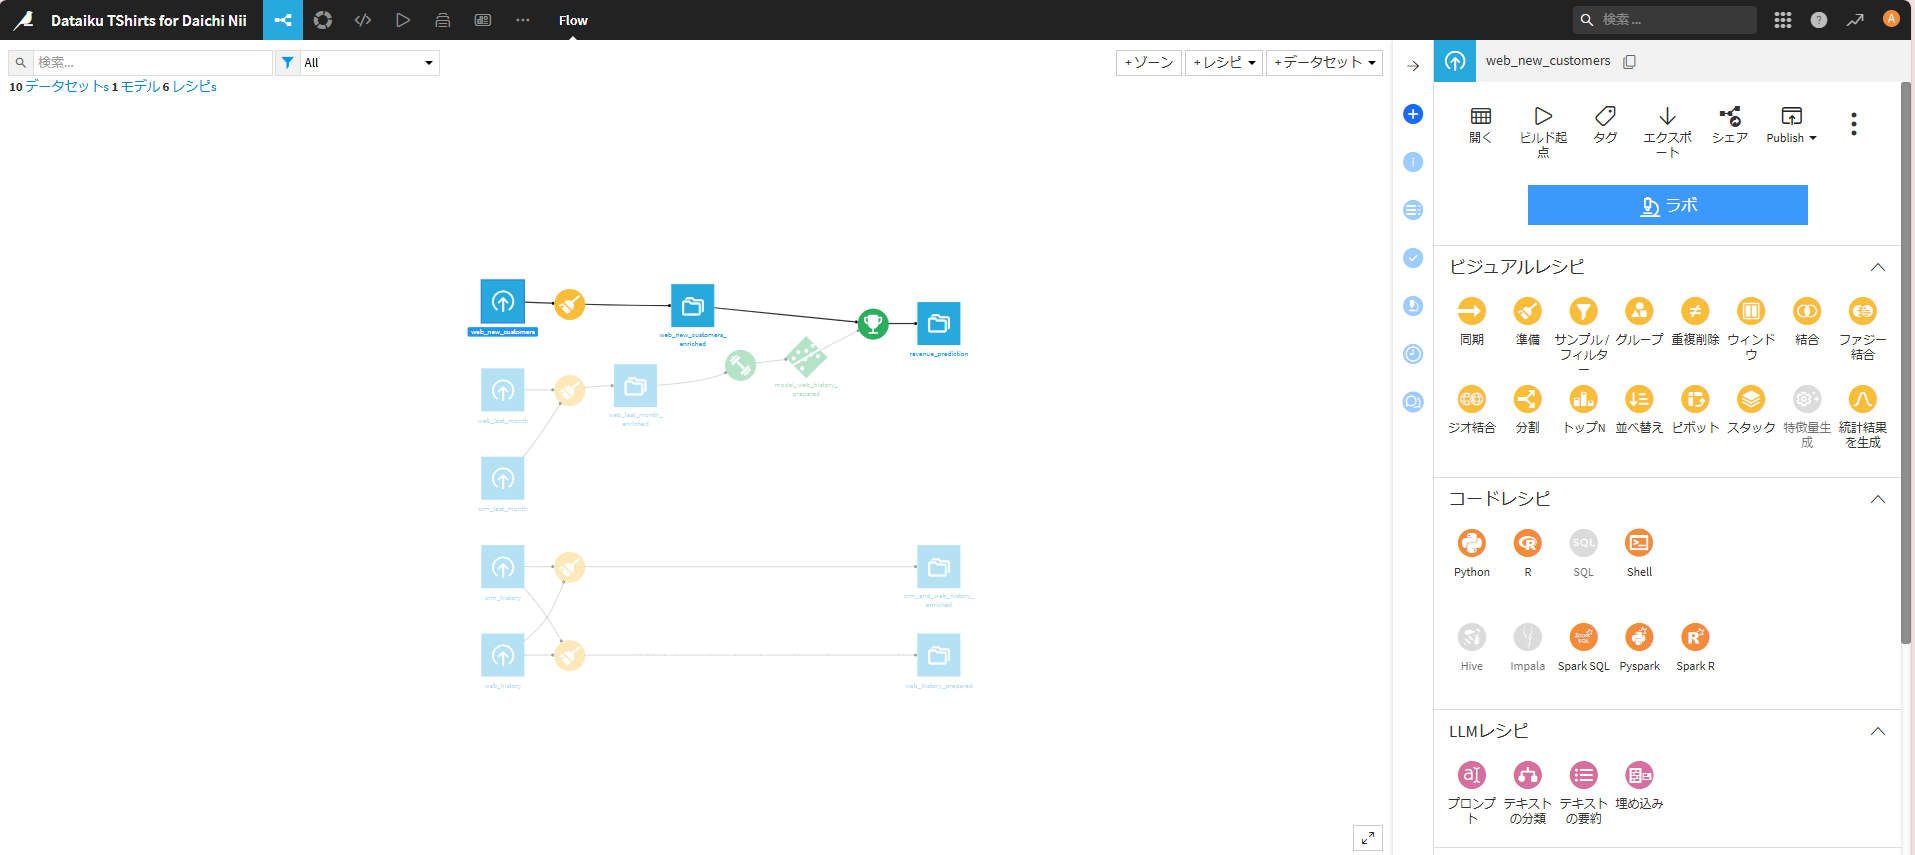 Dataiku TShirts for Daichi Nii
Flow
検索 ...
?
A
検索...
All
+ゾーン
+レシピ
+データセット
10 データセットs 1 モデル 6 レシピs
web_new_customers
web_new_customers_
enriched
revenue_prediction
model_web_history_
prepared
web_last_month
web_last_month_
enriched
crm_last_month
crm_history
crm_and_web_history_
enriched
web_history
web_history_prepared
web_new_customers
開く
ビルド起
点
タグ
エクスポ
ート
シェア
Publish
ラボ
ビジュアルレシピ
同期
準備
サンプル /
フィルタ
ー
グループ
重複削除
ウィンド
ウ
結合
ファジー
結合
ジオ結合
分割
トップN
並べ替え
ピボット
スタック
特徴量生
成
統計結果
を生成
コードレシピ
Python
R
SQL
SQL
Shell
Hive
Impala
Spark SQL
Pyspark
Spark R
LLMレシピ
プロンプ
ト
テキスト
の分類
テキスト
の要約
埋め込み